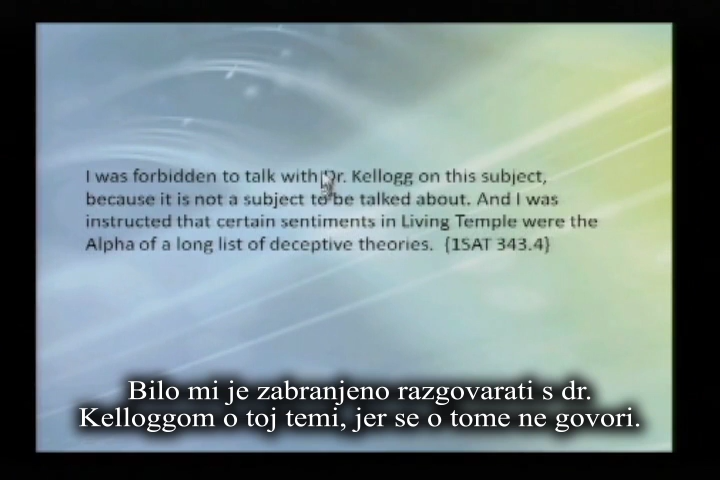 I was forbidden to talk with Dr. Kellogg on this subject,
because it is not a subject to be talked about. And I was
instructed that certain sentiments in Living Temple were the
Alpha of a long list of deceptive theories.  {1SAT 343.4}
Bilo mi je zabranjeno razgovarati s dr.
Kelloggom o toj temi, jer se o tome ne govori.